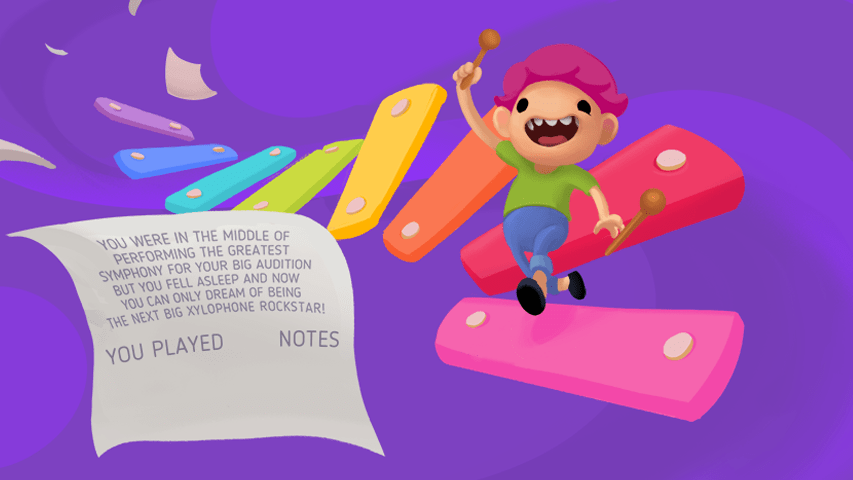 YOU WERE IN THE MIDDLE OF
PERFORMING THE GREATEST
SYMPHONY FOR YOUR BIG AUDITION
BUT YOU FELL ASLEEP AND NOW
YOU CAN ONLY DREAM OF BEING
THE NEXT BIG XYLOPHONE ROCKSTAR!
YOU PLAYED NOTES